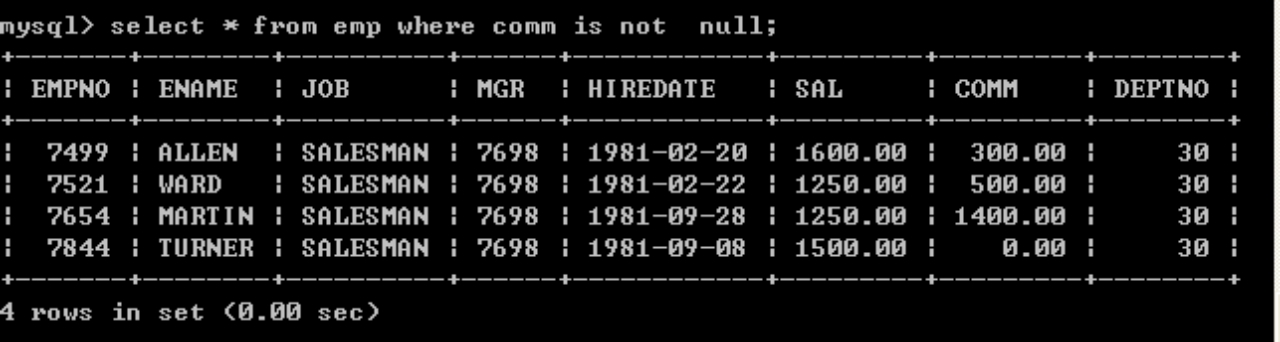 mysql> select * from emp where comm is not  null;
+-------+--------+----------+------+------------+---------+---------+--------+
| EMPNO | ENAME  | JOB      | MGR  | HIREDATE   | SAL     | COMM    | DEPTNO |
+-------+--------+----------+------+------------+---------+---------+--------+
|  7499 | ALLEN  | SALESMAN | 7698 | 1981-02-20 | 1600.00 |  300.00 |     30 |
|  7521 | WARD   | SALESMAN | 7698 | 1981-02-22 | 1250.00 |  500.00 |     30 |
|  7654 | MARTIN | SALESMAN | 7698 | 1981-09-28 | 1250.00 | 1400.00 |     30 |
|  7844 | TURNER | SALESMAN | 7698 | 1981-09-08 | 1500.00 |    0.00 |     30 |
+-------+--------+----------+------+------------+---------+---------+--------+
4 rows in set (0.00 sec)